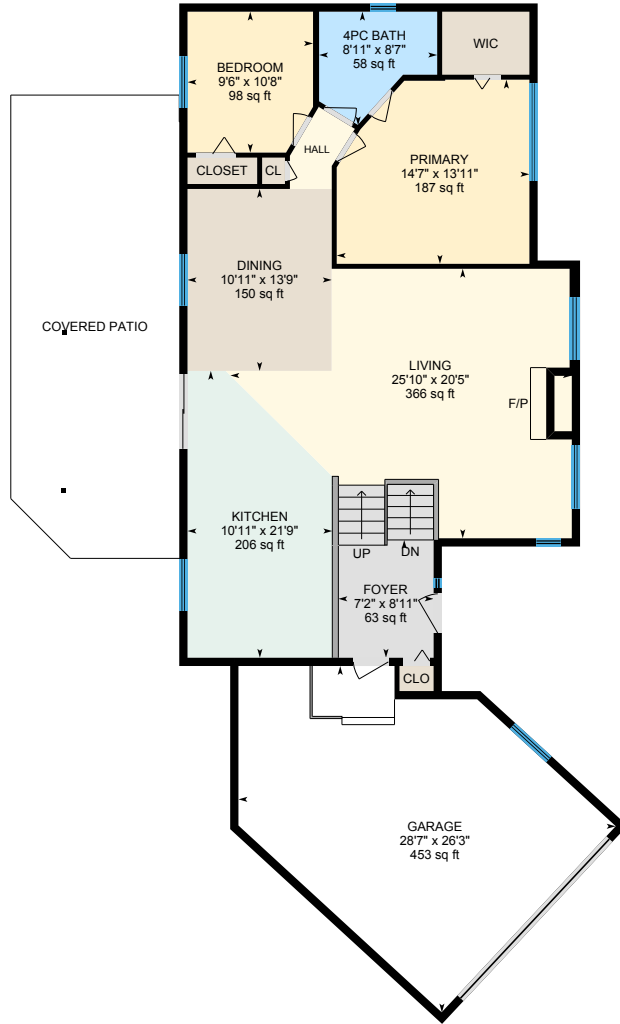 4PC BATH
8'11" x 8'7"
58 sq ft
WIC
BEDROOM
9'6" x 10'8"
98 sq ft
HALL
PRIMARY
14'7" x 13'11"
187 sq ft
CLOSET
CL
DINING
10'11" x 13'9"
150 sq ft
COVERED PATIO
LIVING
25'10" x 20'5"
366 sq ft
F/P
KITCHEN
10'11" x 21'9"
206 sq ft
UP
DN
FOYER
7'2" x 8'11"
63 sq ft
CLO
GARAGE
28'7" x 26'3"
453 sq ft